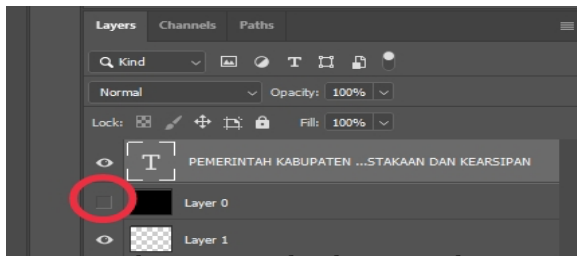 Layers Channels Paths
Kind
Normal Opacity: 100%
Lock: Fill: 100%
T PEMERINTAH KABUPATEN ...STAKAAN DAN KEARSIPAN
Layer 0
Layer 1